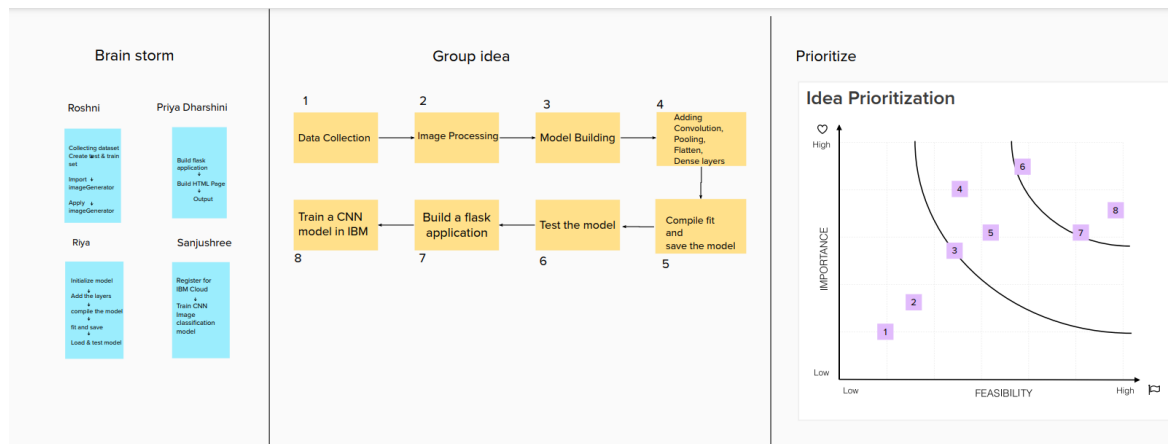 Brain storm
Roshni
Priya Dharshini
Collecting dataset
Create test & train
set
Import
imageGenerator
Apply
imageGenerator
Build flask
application
Build HTML Page
Output
Riya
Sanjushree
Initialize model
Add the layers
compile the model
fit and save
Load & test model
Register for
IBM Cloud
Train CNN
Image
classification
model
Group idea
1
Data Collection
2
Image Processing
3
Model Building
4
Adding
Convolution,
Pooling,
Flatten,
Dense layers
Compile fit
and
save the model
5
Test the model
6
Build a flask
application
7
Train a CNN
model in IBM
8
Prioritize
Idea Prioritization
High
IMPORTANCE
Low
6
4
8
5
7
3
2
1
Low
FEASIBILITY
High